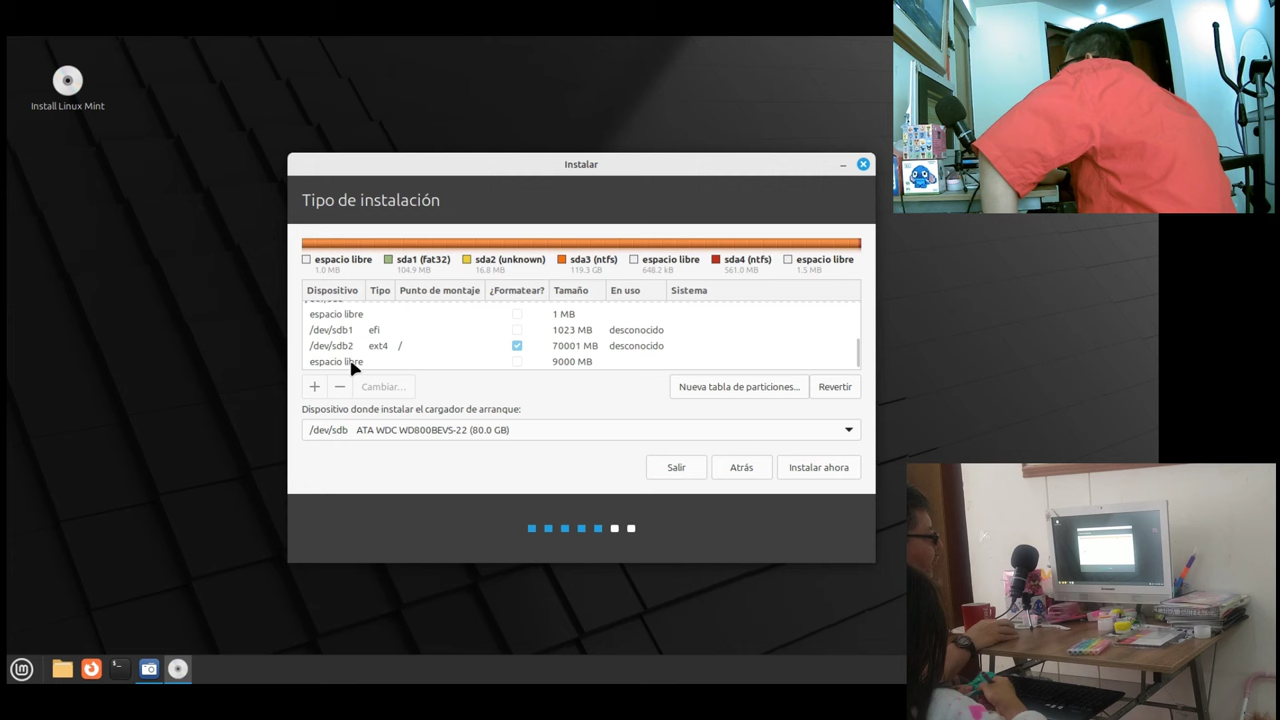 Install Linux Mint
Instalar
Tipo de instalación
espacio libre sda1 (fat32) sda2 (unknown) sda3 (ntfs) espacio libre sda4 (ntfs) espacio libre
1.0 MB 104.9 MB 16.8 MB 119.3 GB 648.2 kB 561.0 MB 1.5 MB
Dispositivo Tipo Punto de montaje ¿Formatear? Tamaño En uso Sistema
espacio libre 1 MB
/dev/sdb1 efi 1023 MB desconocido
/dev/sdb2 ext4 / 70001 MB desconocido
espacio libre 9000 MB
+ − Cambiar... Nueva tabla de particiones... Revertir
Dispositivo donde instalar el cargador de arranque:
/dev/sdb ATA WDC WD800BEVS-22 (80.0 GB)
Salir Atrás Instalar ahora